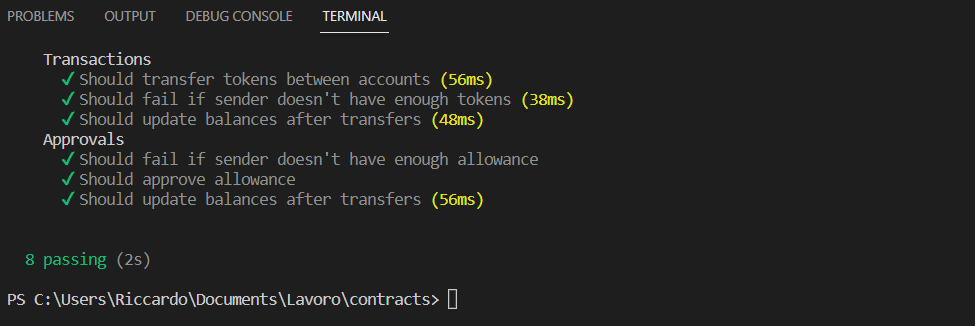 PROBLEMS OUTPUT DEBUG CONSOLE TERMINAL
Transactions
✓ Should transfer tokens between accounts (56ms)
✓ Should fail if sender doesn't have enough tokens (38ms)
✓ Should update balances after transfers (48ms)
Approvals
✓ Should fail if sender doesn't have enough allowance
✓ Should approve allowance
✓ Should update balances after transfers (56ms)
8 passing (2s)
PS C:\Users\Riccardo\Documents\Lavoro\contracts>